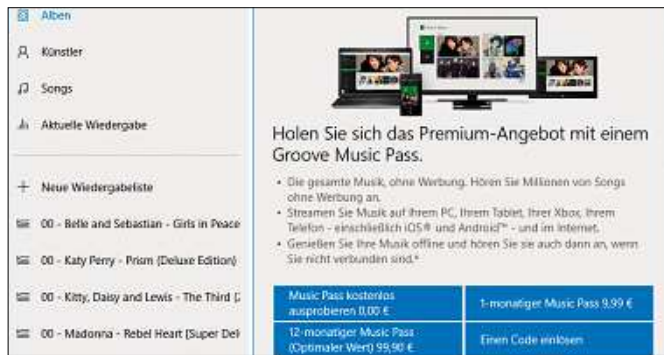 Alben
Künstler
Songs
Aktuelle Wiedergabe
Neue Wiedergabeliste
00 - Belle and Sebastian - Girls in Peace
00 - Katy Perry - Prism (Deluxe Edition)
00 - Kitty, Daisy and Lewis - The Third (2
00 - Madonna - Rebel Heart (Super Del
Holen Sie sich das Premium-Angebot mit einem
Groove Music Pass.
• Die gesamte Musik, ohne Werbung. Hören Sie Millionen von Songs
ohne Werbung an.
• Streamen Sie Musik auf Ihrem PC, Ihrem Tablet, Ihrer Xbox, Ihrem
Telefon - einschließlich iOS® und Android™ - und im Internet.
• Genießen Sie Ihre Musik offline und hören Sie sie auch dann an, wenn
Sie nicht verbunden sind.*
Music Pass kostenlos
ausprobieren 0,00 €
1-monatiger Music Pass 9,99 €
12-monatiger Music Pass
(Optimaler Wert) 99,90 €
Einen Code einlösen